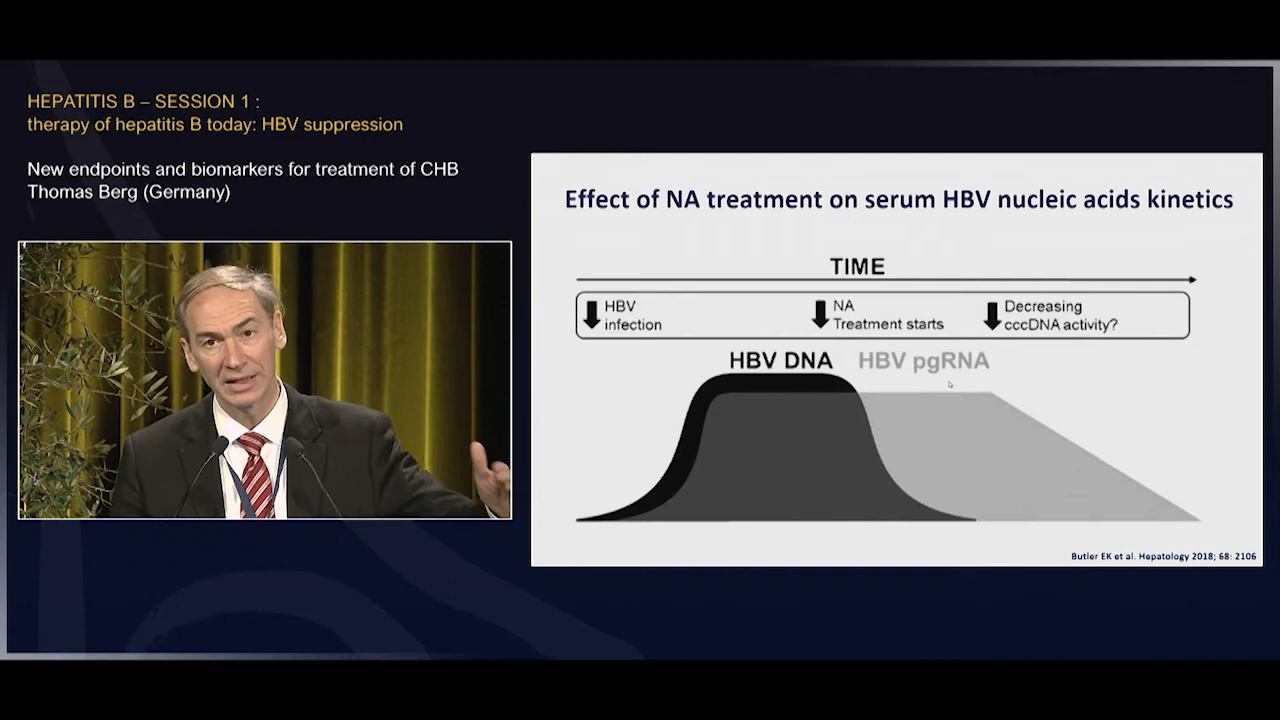 HEPATITIS B – SESSION 1 :
therapy of hepatitis B today: HBV suppression
New endpoints and biomarkers for treatment of CHB
Thomas Berg (Germany)
Effect of NA treatment on serum HBV nucleic acids kinetics
TIME
HBV
infection
NA
Treatment starts
Decreasing
cccDNA activity?
HBV DNA
HBV pgRNA
Butler EK et al. Hepatology 2018; 68: 2106